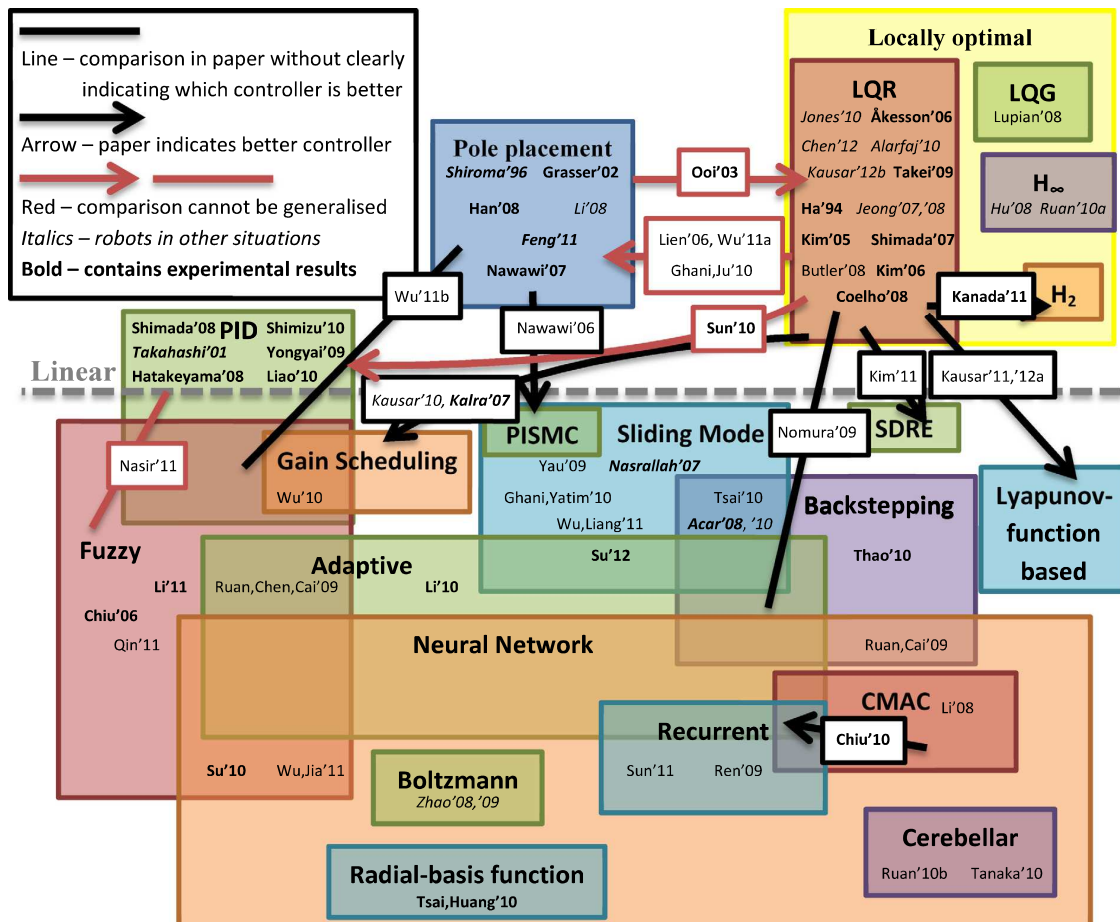 Line – comparison in paper without clearly
indicating which controller is better
Arrow – paper indicates better controller
Red – comparison cannot be generalised
Italics – robots in other situations
Bold – contains experimental results
Locally optimal
LQR
Jones’10 Åkesson’06
Chen’12 Alarfaj’10
Kausar’12b Takei’09
Ha’94 Jeong’07,’08
Kim’05 Shimada’07
Butler’08 Kim’06
Coelho’08
LQG
Lupian’08
H∞
Hu’08 Ruan’10a
Kanada’11
H2
Pole placement
Shiroma’96 Grasser’02
Han’08 Li’08
Feng’11
Nawawi’07
Ooi’03
Lien’06, Wu’11a
Ghani,Ju’10
Wu’11b
Nawawi’06
Sun’10
Shimada’08 PID Shimizu’10
Takahashi’01 Yongyai’09
Hatakeyama’08 Liao’10
Linear
Kausar’10, Kalra’07
Kim’11
Kausar’11,’12a
Nasir’11
Gain Scheduling
Wu’10
PISMC
Sliding Mode
Yau’09 Nasrallah’07
Ghani,Yatim’10 Tsai’10
Wu,Liang’11 Acar’08, ’10
Su’12
Nomura’09
SDRE
Backstepping
Thao’10
Ruan,Cai’09
Lyapunov-
function
based
Fuzzy
Li’11
Chiu’06
Qin’11
Adaptive
Ruan,Chen,Cai’09 Li’10
Neural Network
Su’10 Wu,Jia’11
CMAC
Li’08
Chiu’10
Recurrent
Sun’11 Ren’09
Boltzmann
Zhao’08,’09
Cerebellar
Ruan’10b Tanaka’10
Radial-basis function
Tsai,Huang’10